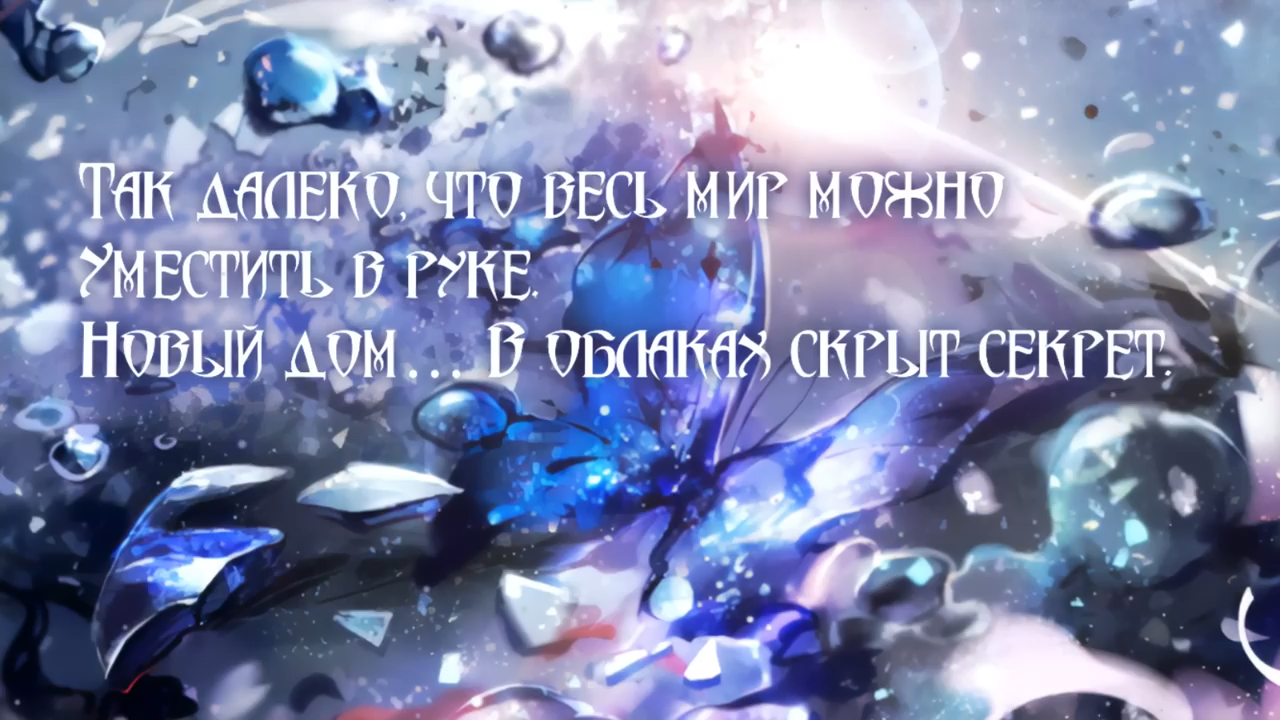 Так далеко, что весь мир можно
Уместить в руке.
Новый дом... В облаках скрыт секрет.